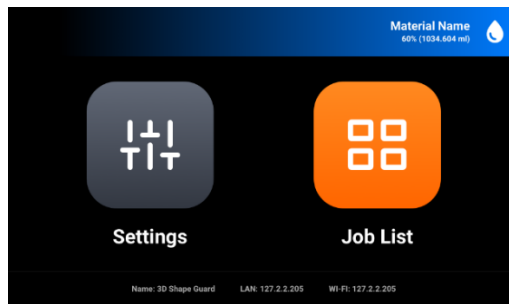 Material Name
60% (1034.604 ml)
Settings
Job List
Name: 3D Shape Guard LAN: 127.2.2.205 WI-FI: 127.2.2.205